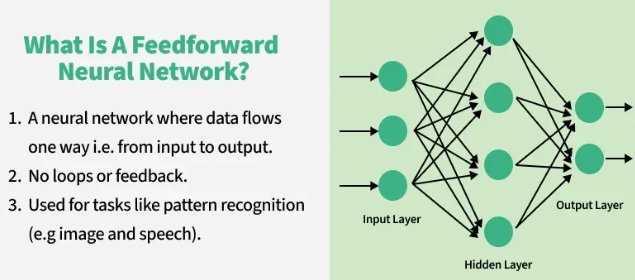 What Is A Feedforward
Neural Network?
1. A neural network where data flows
one way i.e. from input to output.
2. No loops or feedback.
3. Used for tasks like pattern recognition
(e.g image and speech).
Input Layer
Hidden Layer
Output Layer